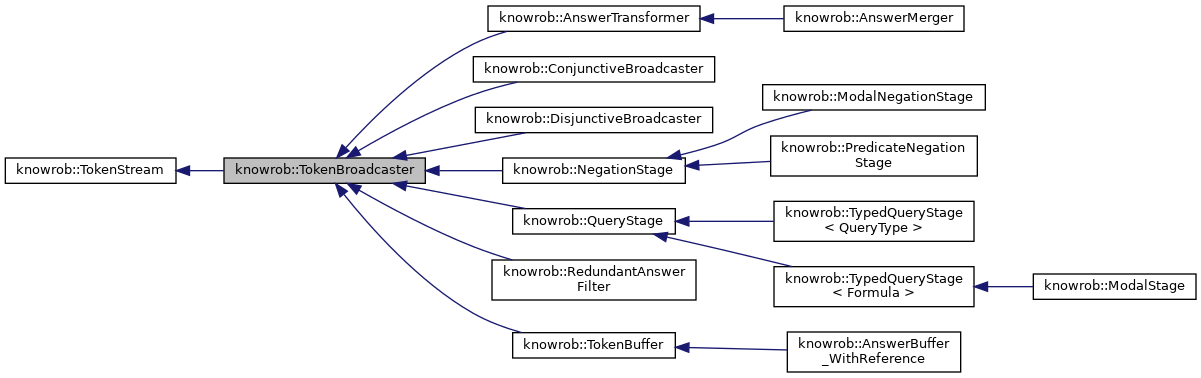 knowrob::TokenStream
knowrob::TokenBroadcaster
knowrob::AnswerTransformer
knowrob::AnswerMerger
knowrob::ConjunctiveBroadcaster
knowrob::DisjunctiveBroadcaster
knowrob::NegationStage
knowrob::ModalNegationStage
knowrob::PredicateNegation
Stage
knowrob::QueryStage
knowrob::TypedQueryStage
< QueryType >
knowrob::TypedQueryStage
< Formula >
knowrob::ModalStage
knowrob::RedundantAnswer
Filter
knowrob::TokenBuffer
knowrob::AnswerBuffer
_WithReference